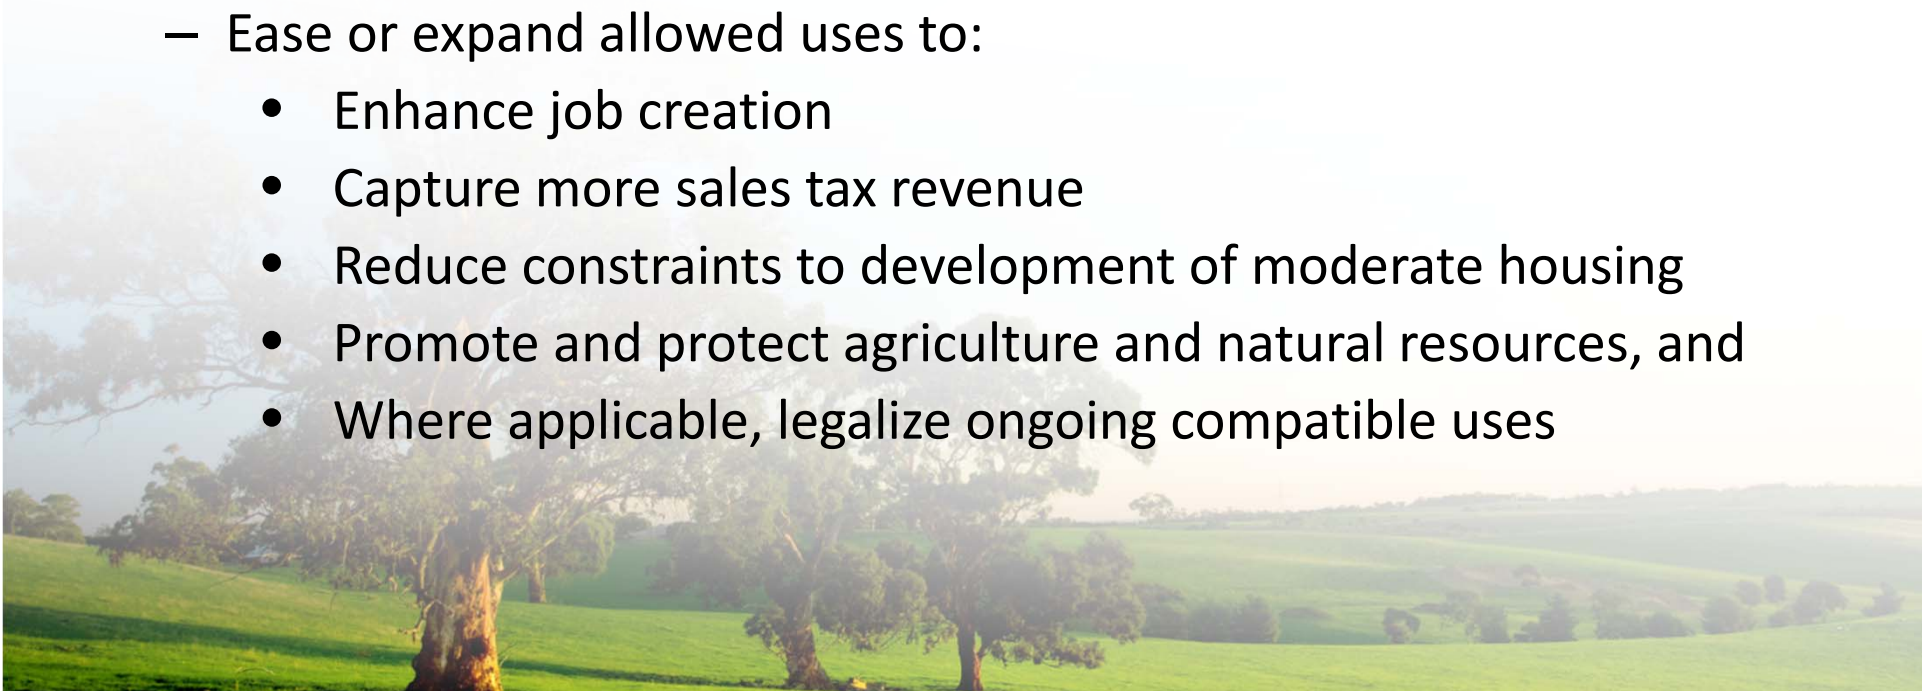 – Ease or expand allowed uses to:
• Enhance job creation
• Capture more sales tax revenue
• Reduce constraints to development of moderate housing
• Promote and protect agriculture and natural resources, and
• Where applicable, legalize ongoing compatible uses